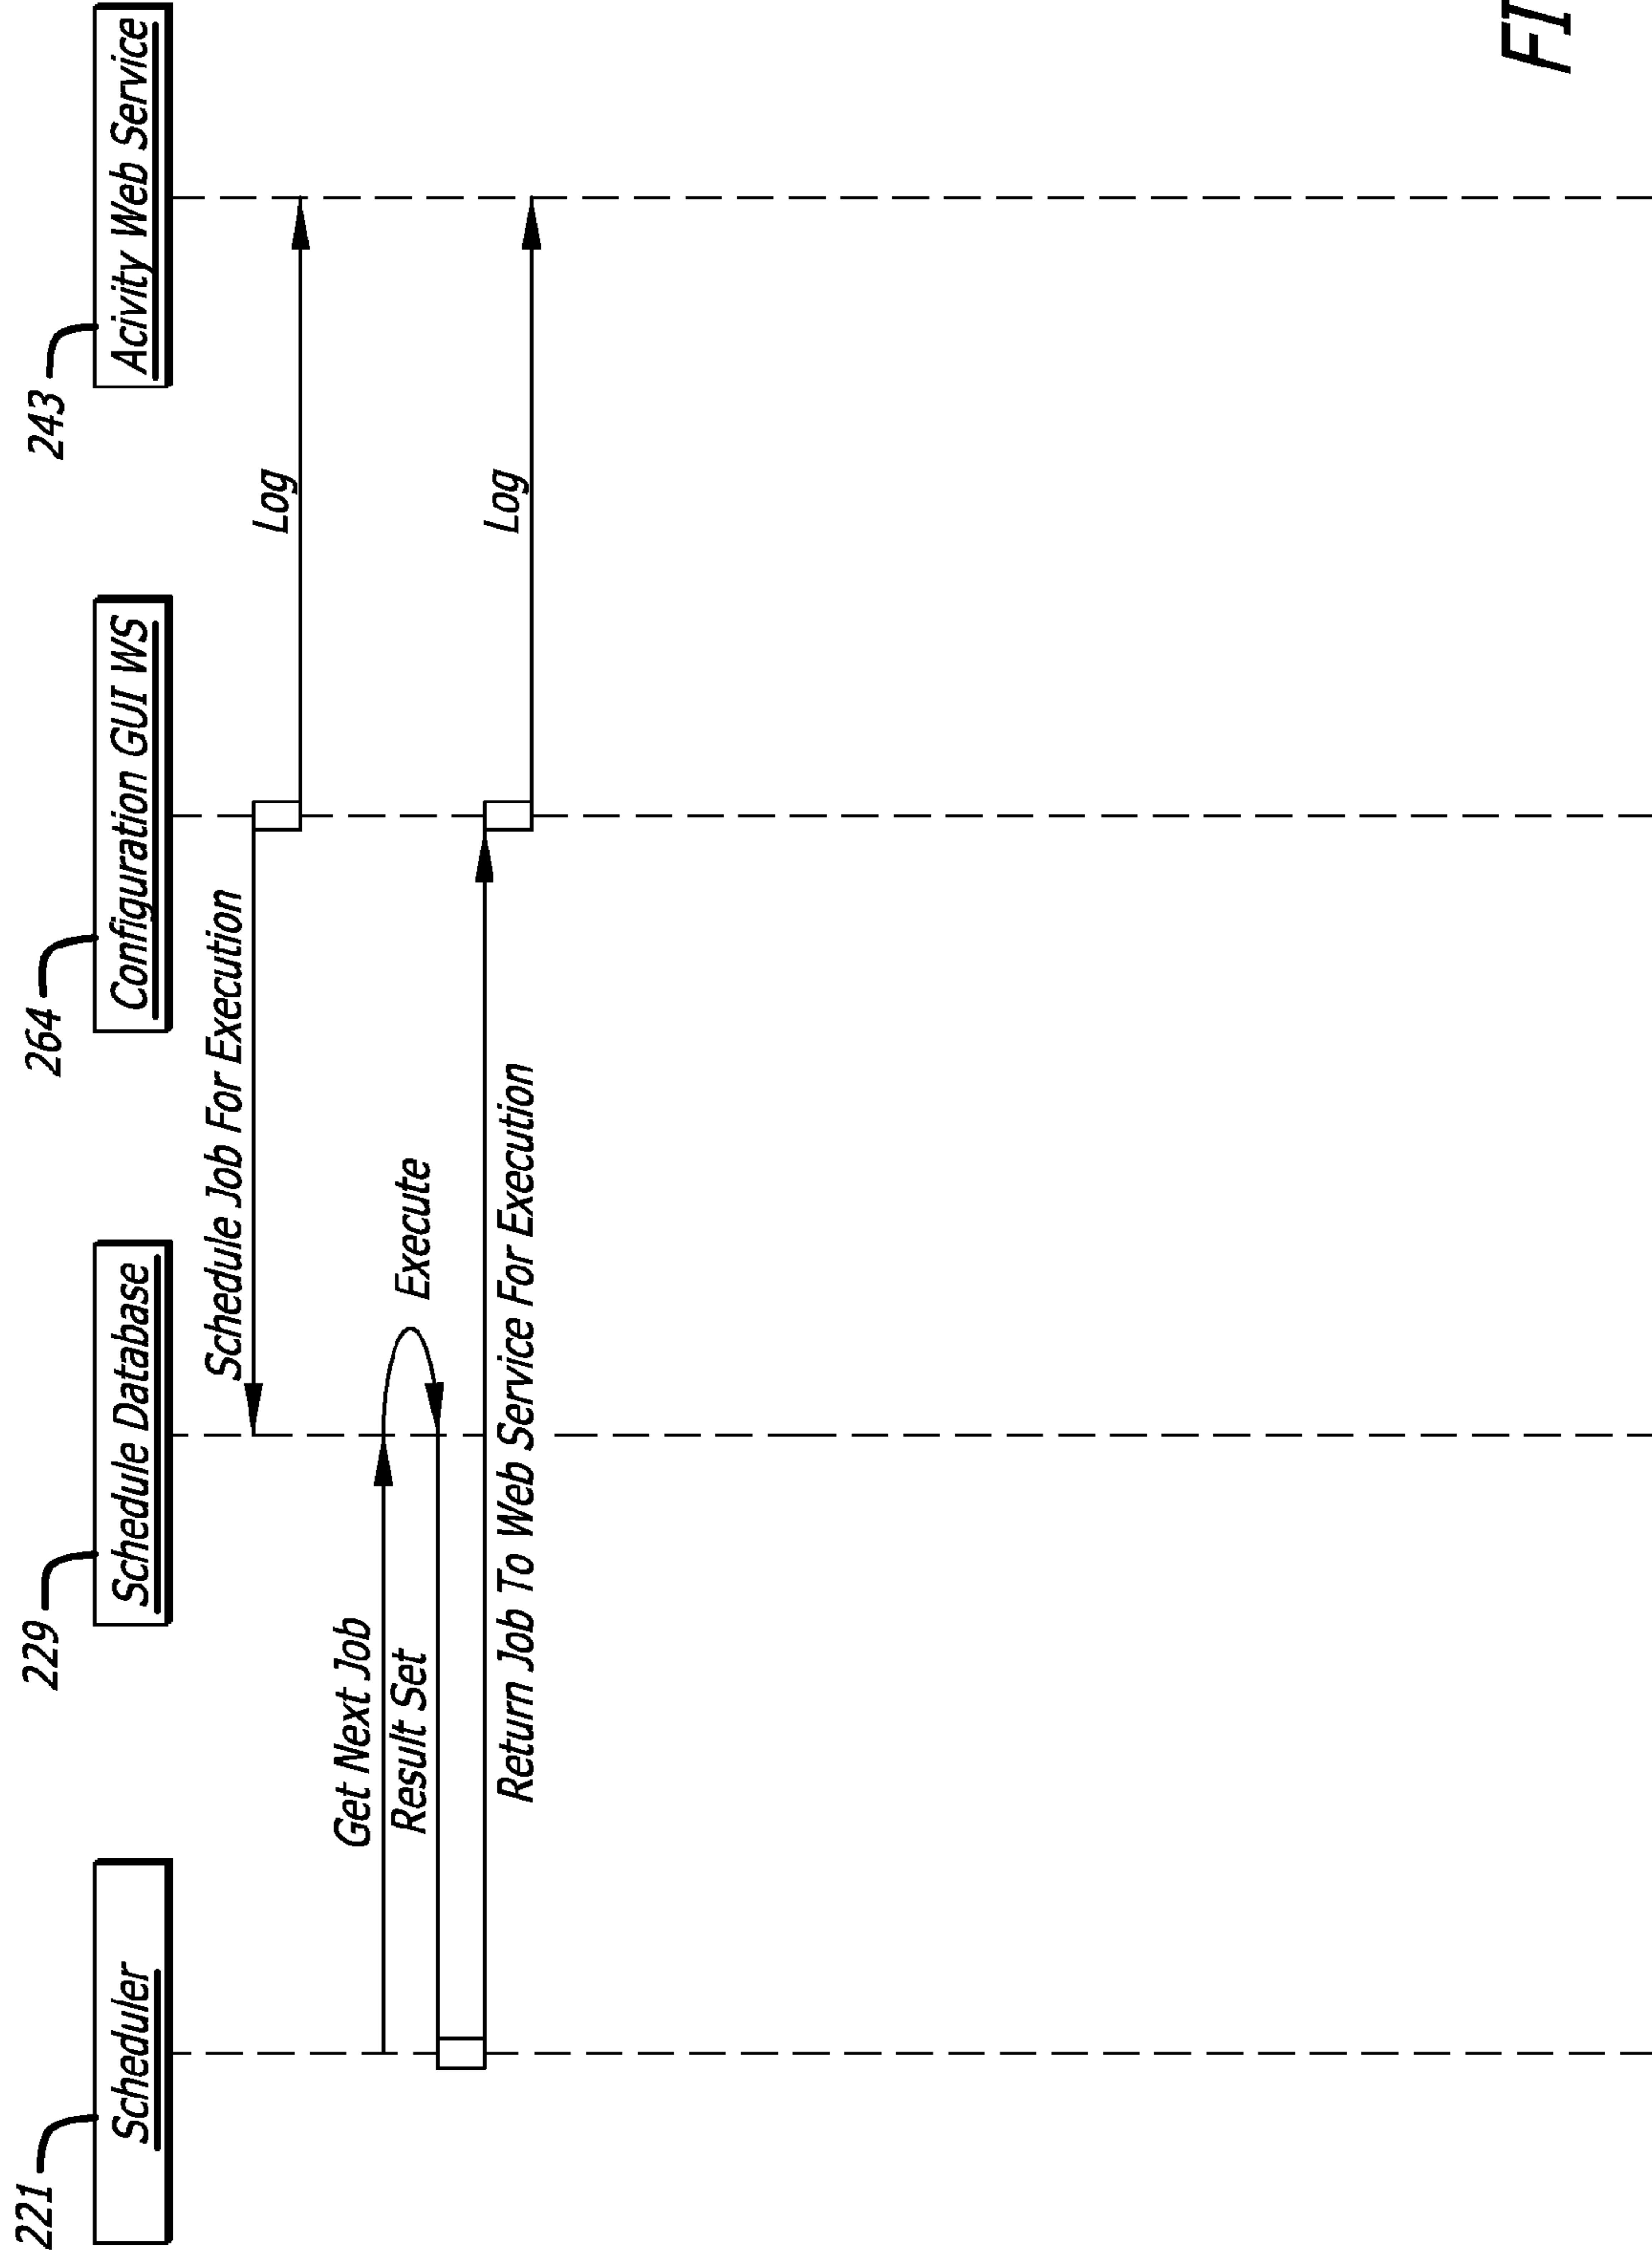 221
229
264
243
Scheduler
Schedule Database
Configuration GUI WS
Acivity Web Service
Schedule Job For Execution
Log
Get Next Job
Execute
Result Set
Log
Return Job To Web Service For Execution
FI